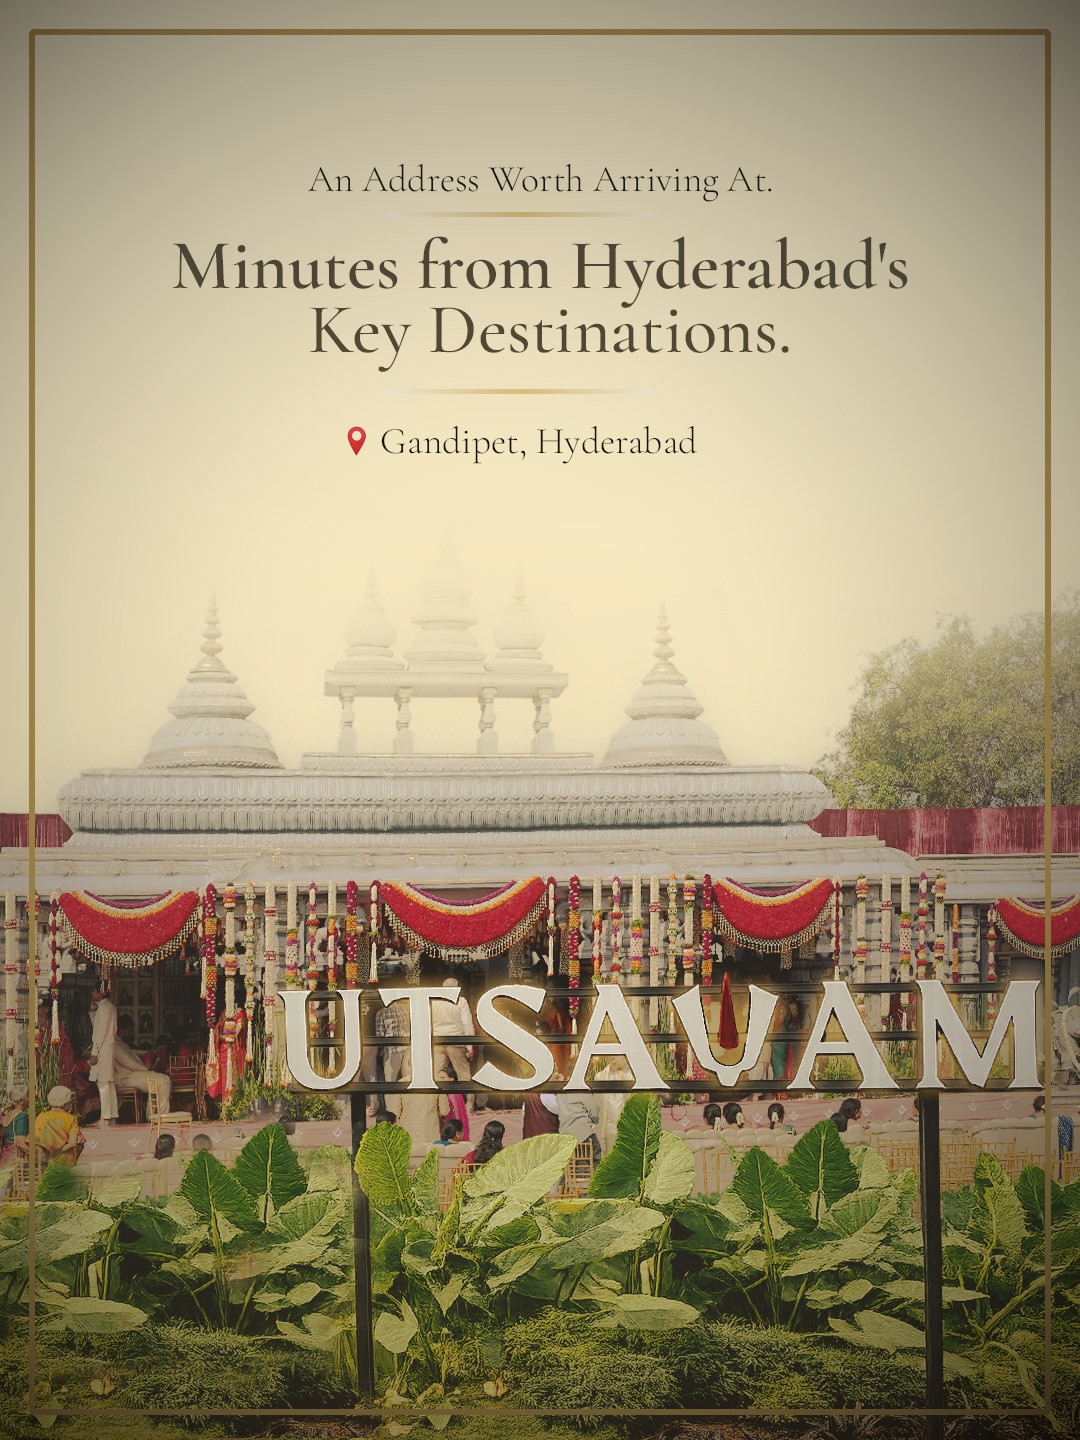 An Address Worth Arriving At.
Minutes from Hyderabad's
Key Destinations.
Gandipet, Hyderabad
UTSAVAM